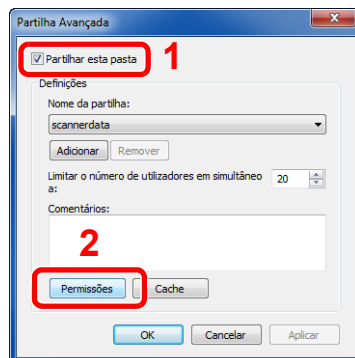 Partilha Avançada
Partilhar esta pasta
1
Definições
Nome da partilha:
scannerdata
Adicionar Remover
Limitar o número de utilizadores em simultâneo 20
a:
Comentários:
2
Permissões Cache
OK Cancelar Aplicar